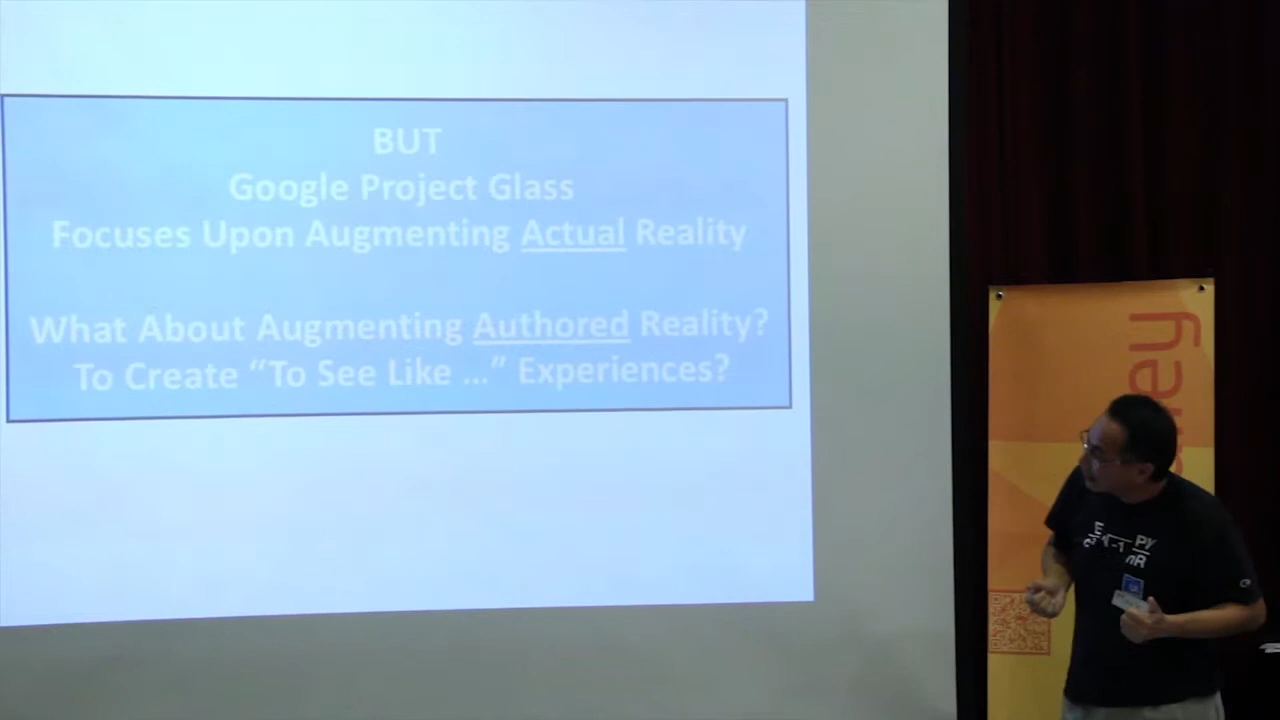 BUT
Google Project Glass
Focuses Upon Augmenting Actual Reality
What About Augmenting Authored Reality?
To Create “To See Like ...” Experiences?